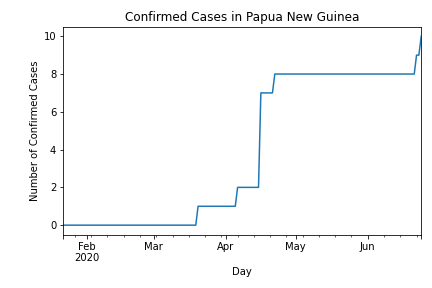 Confirmed Cases in Papua New Guinea
Number of Confirmed Cases
10
8
6
4
2
0
Feb
2020
Mar
Apr
May
Jun
Day